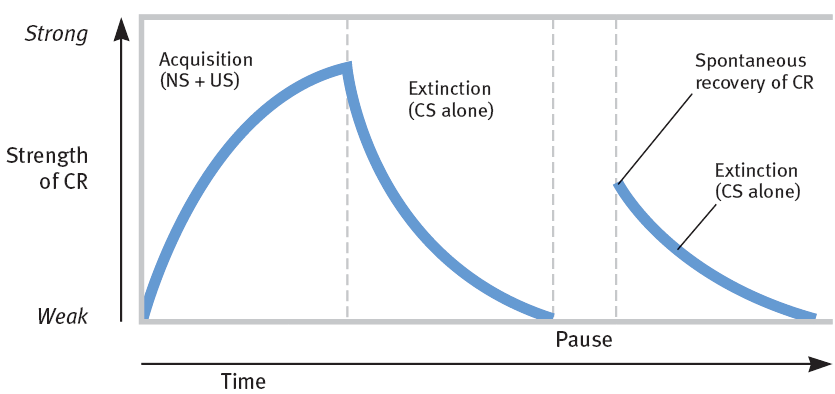 Strong
Acquisition
(NS + US)
Extinction
(CS alone)
Spontaneous
recovery of CR
Strength
of CR
Extinction
(CS alone)
Weak
Pause
Time